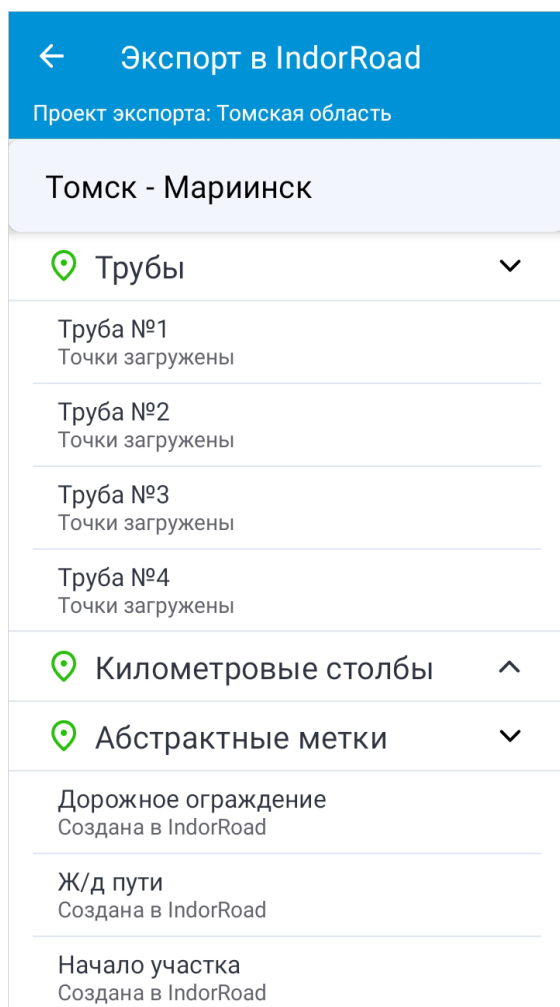 Экспорт в IndorRoad
Проект экспорта: Томская область
Томск - Мариинск
Трубы
Труба №1
Точки загружены
Труба №2
Точки загружены
Труба №3
Точки загружены
Труба №4
Точки загружены
Километровые столбы
Абстрактные метки
Дорожное ограждение
Создана в IndorRoad
Ж/д пути
Создана в IndorRoad
Начало участка
Создана в IndorRoad